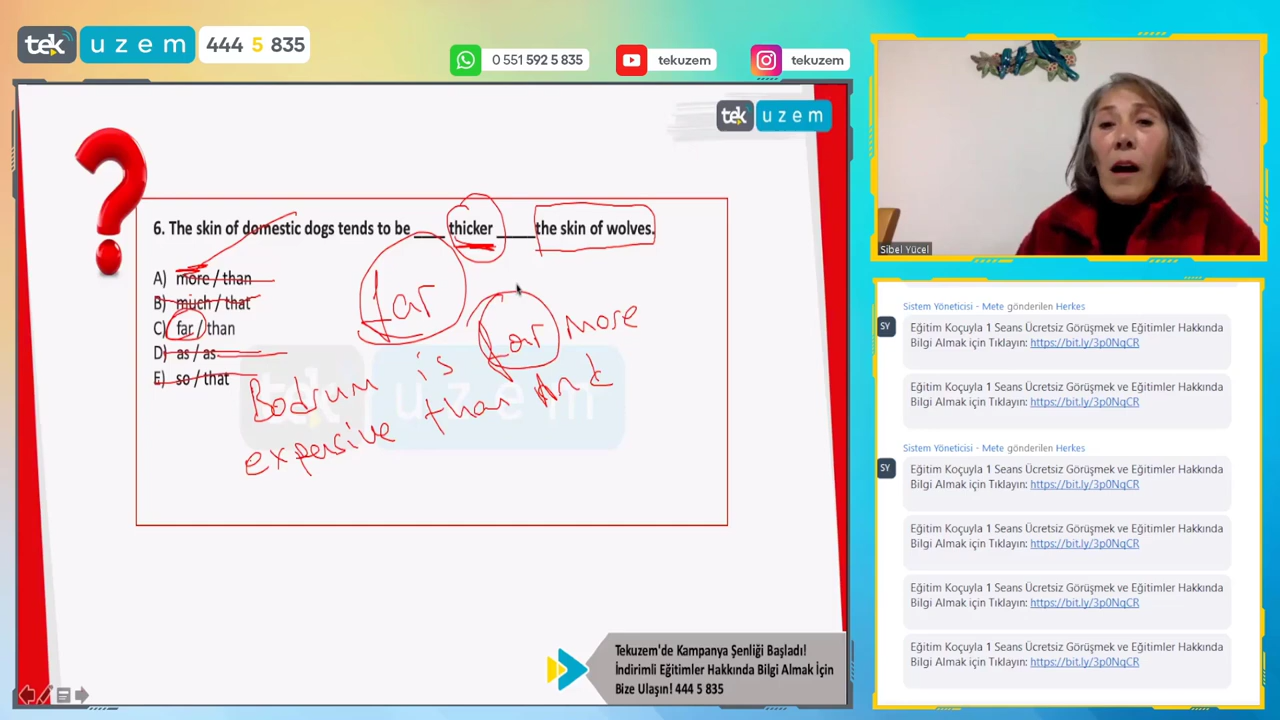 tek uzem 444 5 835
0 551 592 5 835
tekuzem
tekuzem
tek uzem
6. The skin of domestic dogs tends to be ____ thicker ____ the skin of wolves.
A) more / than
B) much / that
C) far / than
D) as / as
E) so / that
far
far more
Bodrum is
expensive than Ant
tek uzem
Tekuzem'de Kampanya Şenliği Başladı!
İndirimli Eğitimler Hakkında Bilgi Almak İçin
Bize Ulaşın! 444 5 835
Sibel Yücel
Sistem Yöneticisi - Mete gönderilen Herkes
SY
Eğitim Koçuyla 1 Seans Ücretsiz Görüşmek ve Eğitimler Hakkında
Bilgi Almak için Tıklayın: https://bit.ly/3p0NqCR
Eğitim Koçuyla 1 Seans Ücretsiz Görüşmek ve Eğitimler Hakkında
Bilgi Almak için Tıklayın: https://bit.ly/3p0NqCR
Sistem Yöneticisi - Mete gönderilen Herkes
SY
Eğitim Koçuyla 1 Seans Ücretsiz Görüşmek ve Eğitimler Hakkında
Bilgi Almak için Tıklayın: https://bit.ly/3p0NqCR
Eğitim Koçuyla 1 Seans Ücretsiz Görüşmek ve Eğitimler Hakkında
Bilgi Almak için Tıklayın: https://bit.ly/3p0NqCR
Eğitim Koçuyla 1 Seans Ücretsiz Görüşmek ve Eğitimler Hakkında
Bilgi Almak için Tıklayın: https://bit.ly/3p0NqCR
Eğitim Koçuyla 1 Seans Ücretsiz Görüşmek ve Eğitimler Hakkında
Bilgi Almak için Tıklayın: https://bit.ly/3p0NqCR